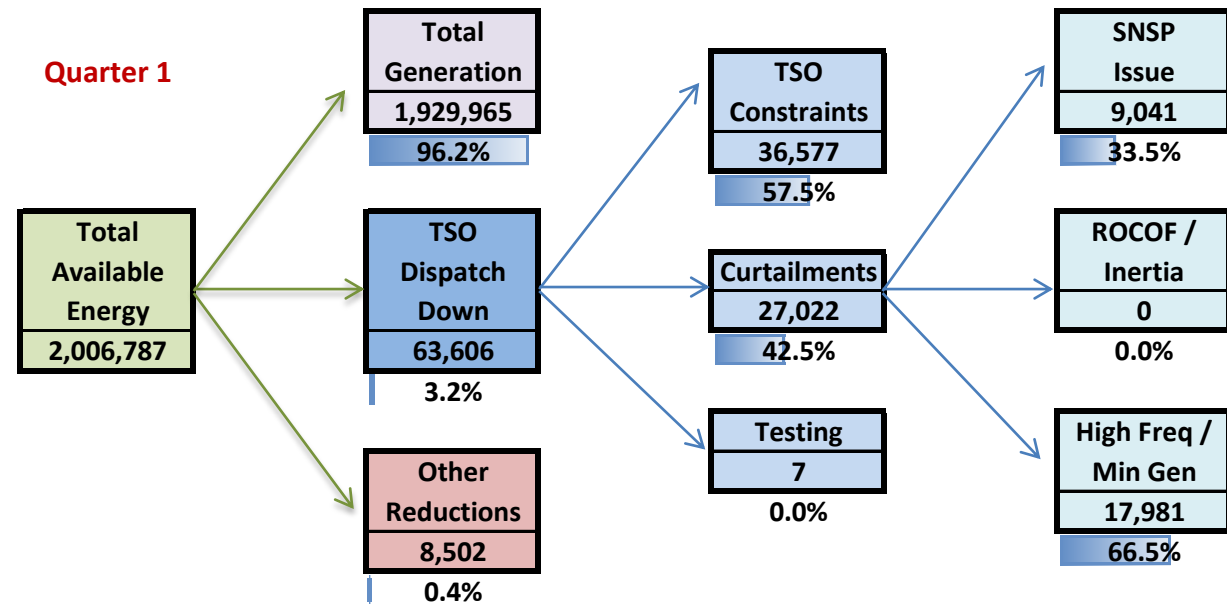 Quarter 1
Total
Available
Energy
2,006,787
Total
Generation
1,929,965
96.2%
TSO
Dispatch
Down
63,606
3.2%
Other
Reductions
8,502
0.4%
TSO
Constraints
36,577
57.5%
Curtailments
27,022
42.5%
Testing
7
0.0%
SNSP
Issue
9,041
33.5%
ROCOF /
Inertia
0
0.0%
High Freq /
Min Gen
17,981
66.5%